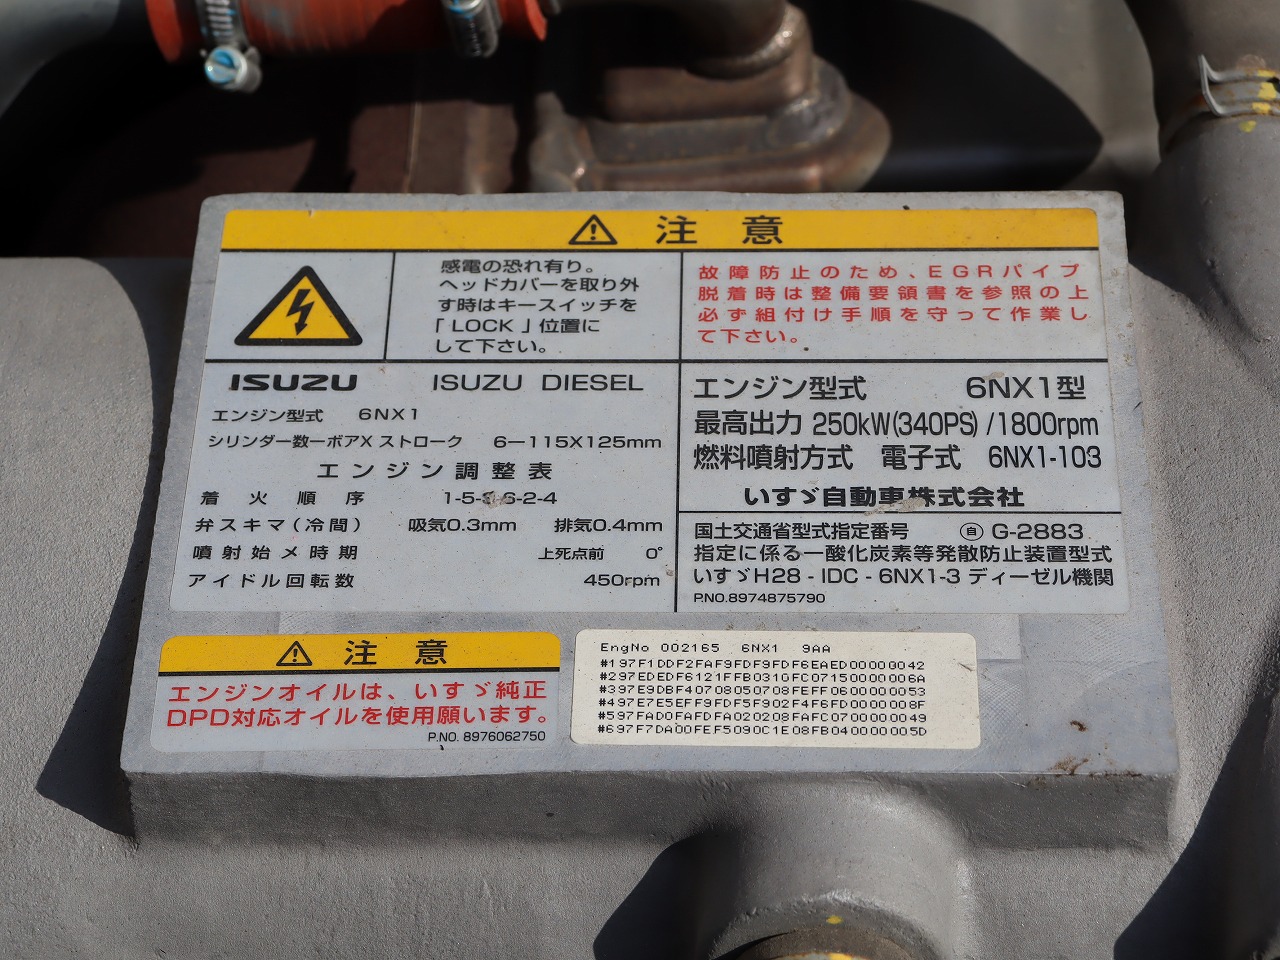 注意
感電の恐れ有り。
ヘッドカバーを取り外
す時はキースイッチを
「LOCK」位置に
して下さい。
故障防止のため、EGRパイプ
脱着時は整備要領書を参照の上
必ず組付け手順を守って作業し
て下さい。
ISUZU ISUZU DIESEL
エンジン型式 6NX1
シリンダー数ーボアX ストローク 6－115X125mm
エンジン調整表
着火順序 1-5-3-6-2-4
弁スキマ(冷間) 吸気0.3mm 排気0.4mm
噴射始メ時期 上死点前 0°
アイドル回転数 450rpm
エンジン型式 6NX1型
最高出力 250kW(340PS)/1800rpm
燃料噴射方式 電子式 6NX1-103
いすゞ自動車株式会社
国土交通省型式指定番号 自 G-2883
指定に係る一酸化炭素等発散防止装置型式
いすゞH28 - IDC - 6NX1-3 ディーゼル機関
P.NO.8974875790
注意
エンジンオイルは、いすゞ純正
DPD対応オイルを使用願います。
P.NO. 8976062750
EngNo 002165 6NX1 9AA
#197F1DDF2FAF9FDF9FDF6EAED00000042
#297EDEDF6121FFB0310FC07150000006A
#397E9DBF40708050708FEFF0600000053
#497E7E5EFF9FDF5F902F4F6FD0000008F
#597FAD0FAFDFA020208FAFC0700000049
#697F7DA00FEF5090C1E08FB040000005D